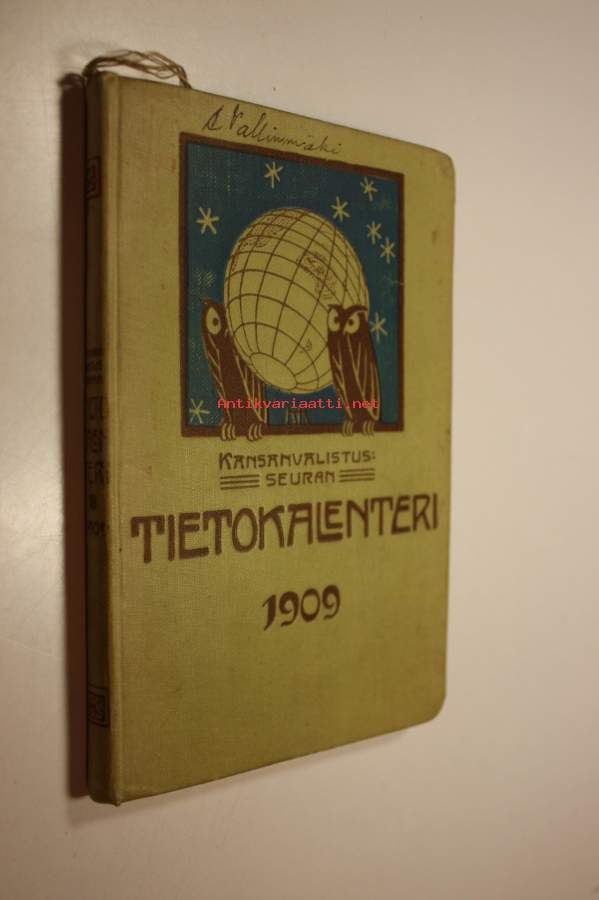 A Vallinmäki
Antikvariaatti.net
KANSANVALISTUS:
SEURAN
TIETOKALENTERI
1909